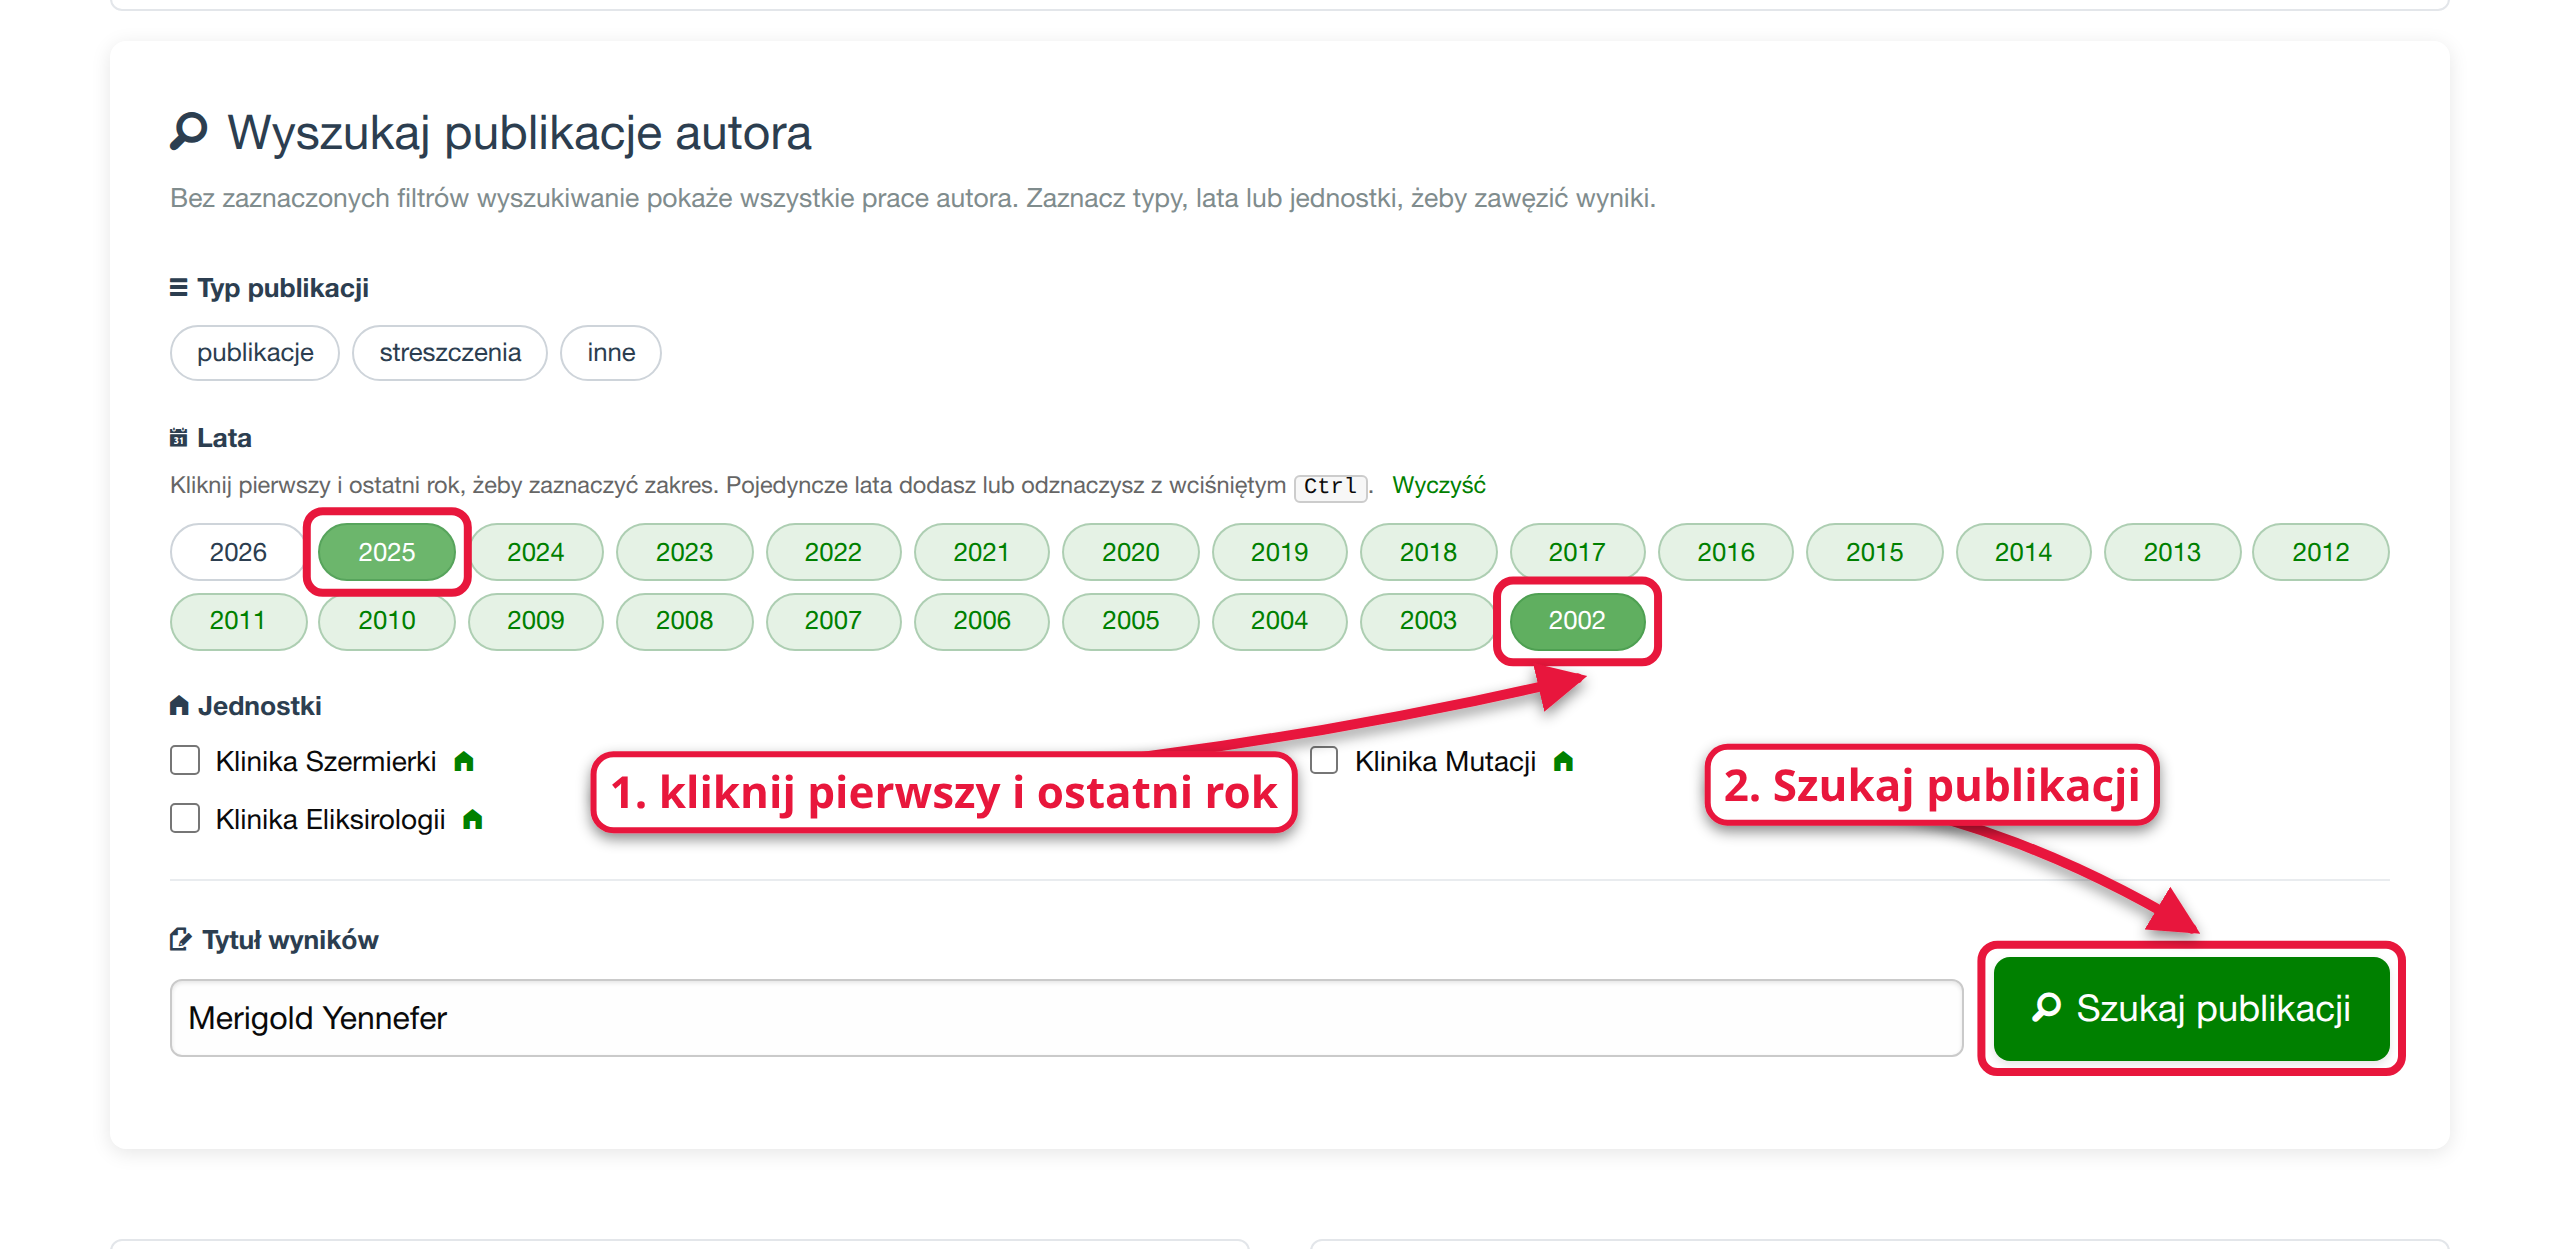 Wyszukaj publikacje autora
Bez zaznaczonych filtrów wyszukiwanie pokaże wszystkie prace autora. Zaznacz typy, lata lub jednostki, żeby zawęzić wyniki.
Typ publikacji
publikacje streszczenia inne
31 Lata
Kliknij pierwszy i ostatni rok, żeby zaznaczyć zakres. Pojedyncze lata dodasz lub odznaczysz z wciśniętym Ctrl. Wyczyść
2026 2025 2024 2023 2022 2021 2020 2019 2018 2017 2016 2015 2014 2013 2012
2011 2010 2009 2008 2007 2006 2005 2004 2003 2002
Jednostki
Klinika Szermierki Klinika Mutacji
1. kliknij pierwszy i ostatni rok 2. Szukaj publikacji
Klinika Eliksirologii
Tytuł wyników
Merigold Yennefer Szukaj publikacji